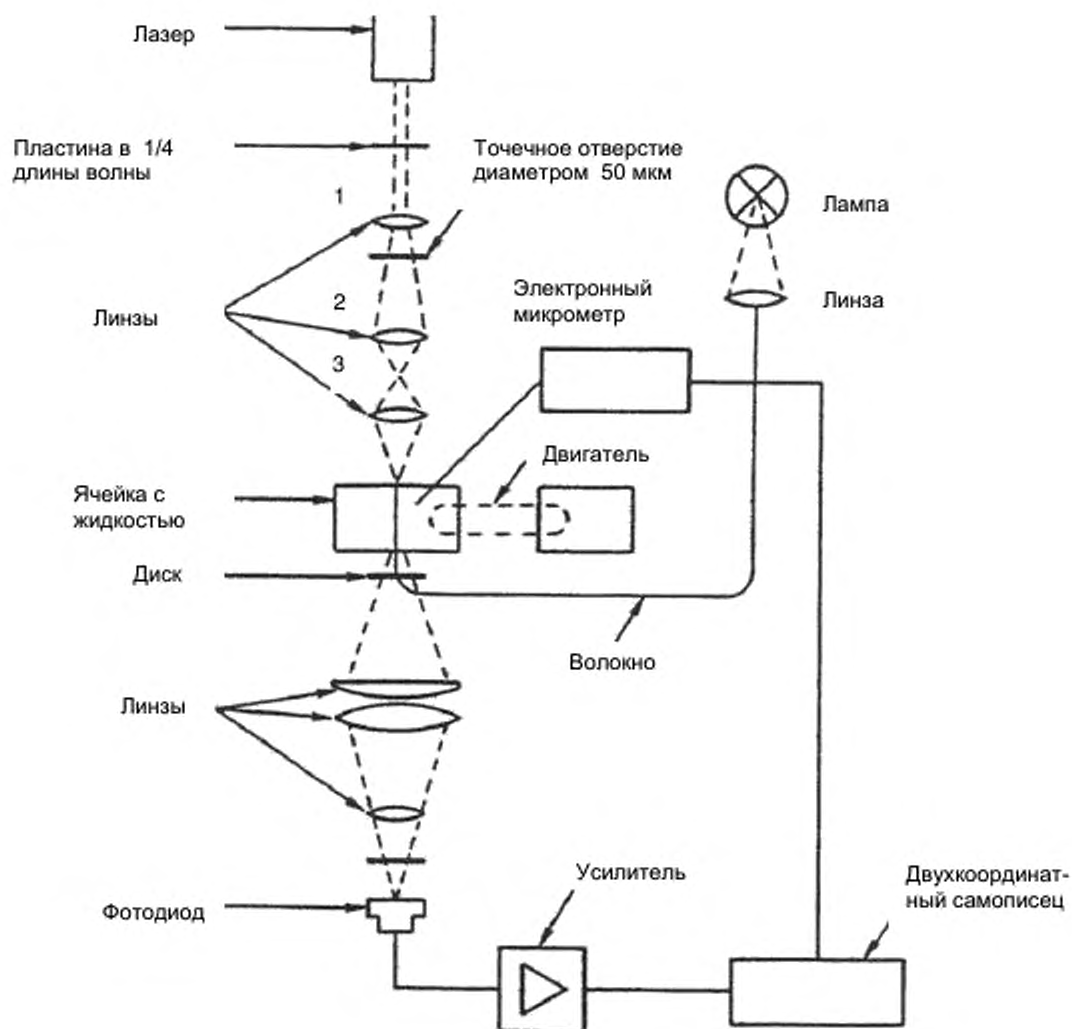 Лазер
Пластина в 1/4
длины волны
Точечное отверстие
диаметром 50 мкм
1
Лампа
Линзы
2
Электронный
микрометр
Линза
3
Двигатель
Ячейка с
жидкостью
Диск
Волокно
Линзы
Усилитель
Двухкоординат-
ный самописец
Фотодиод